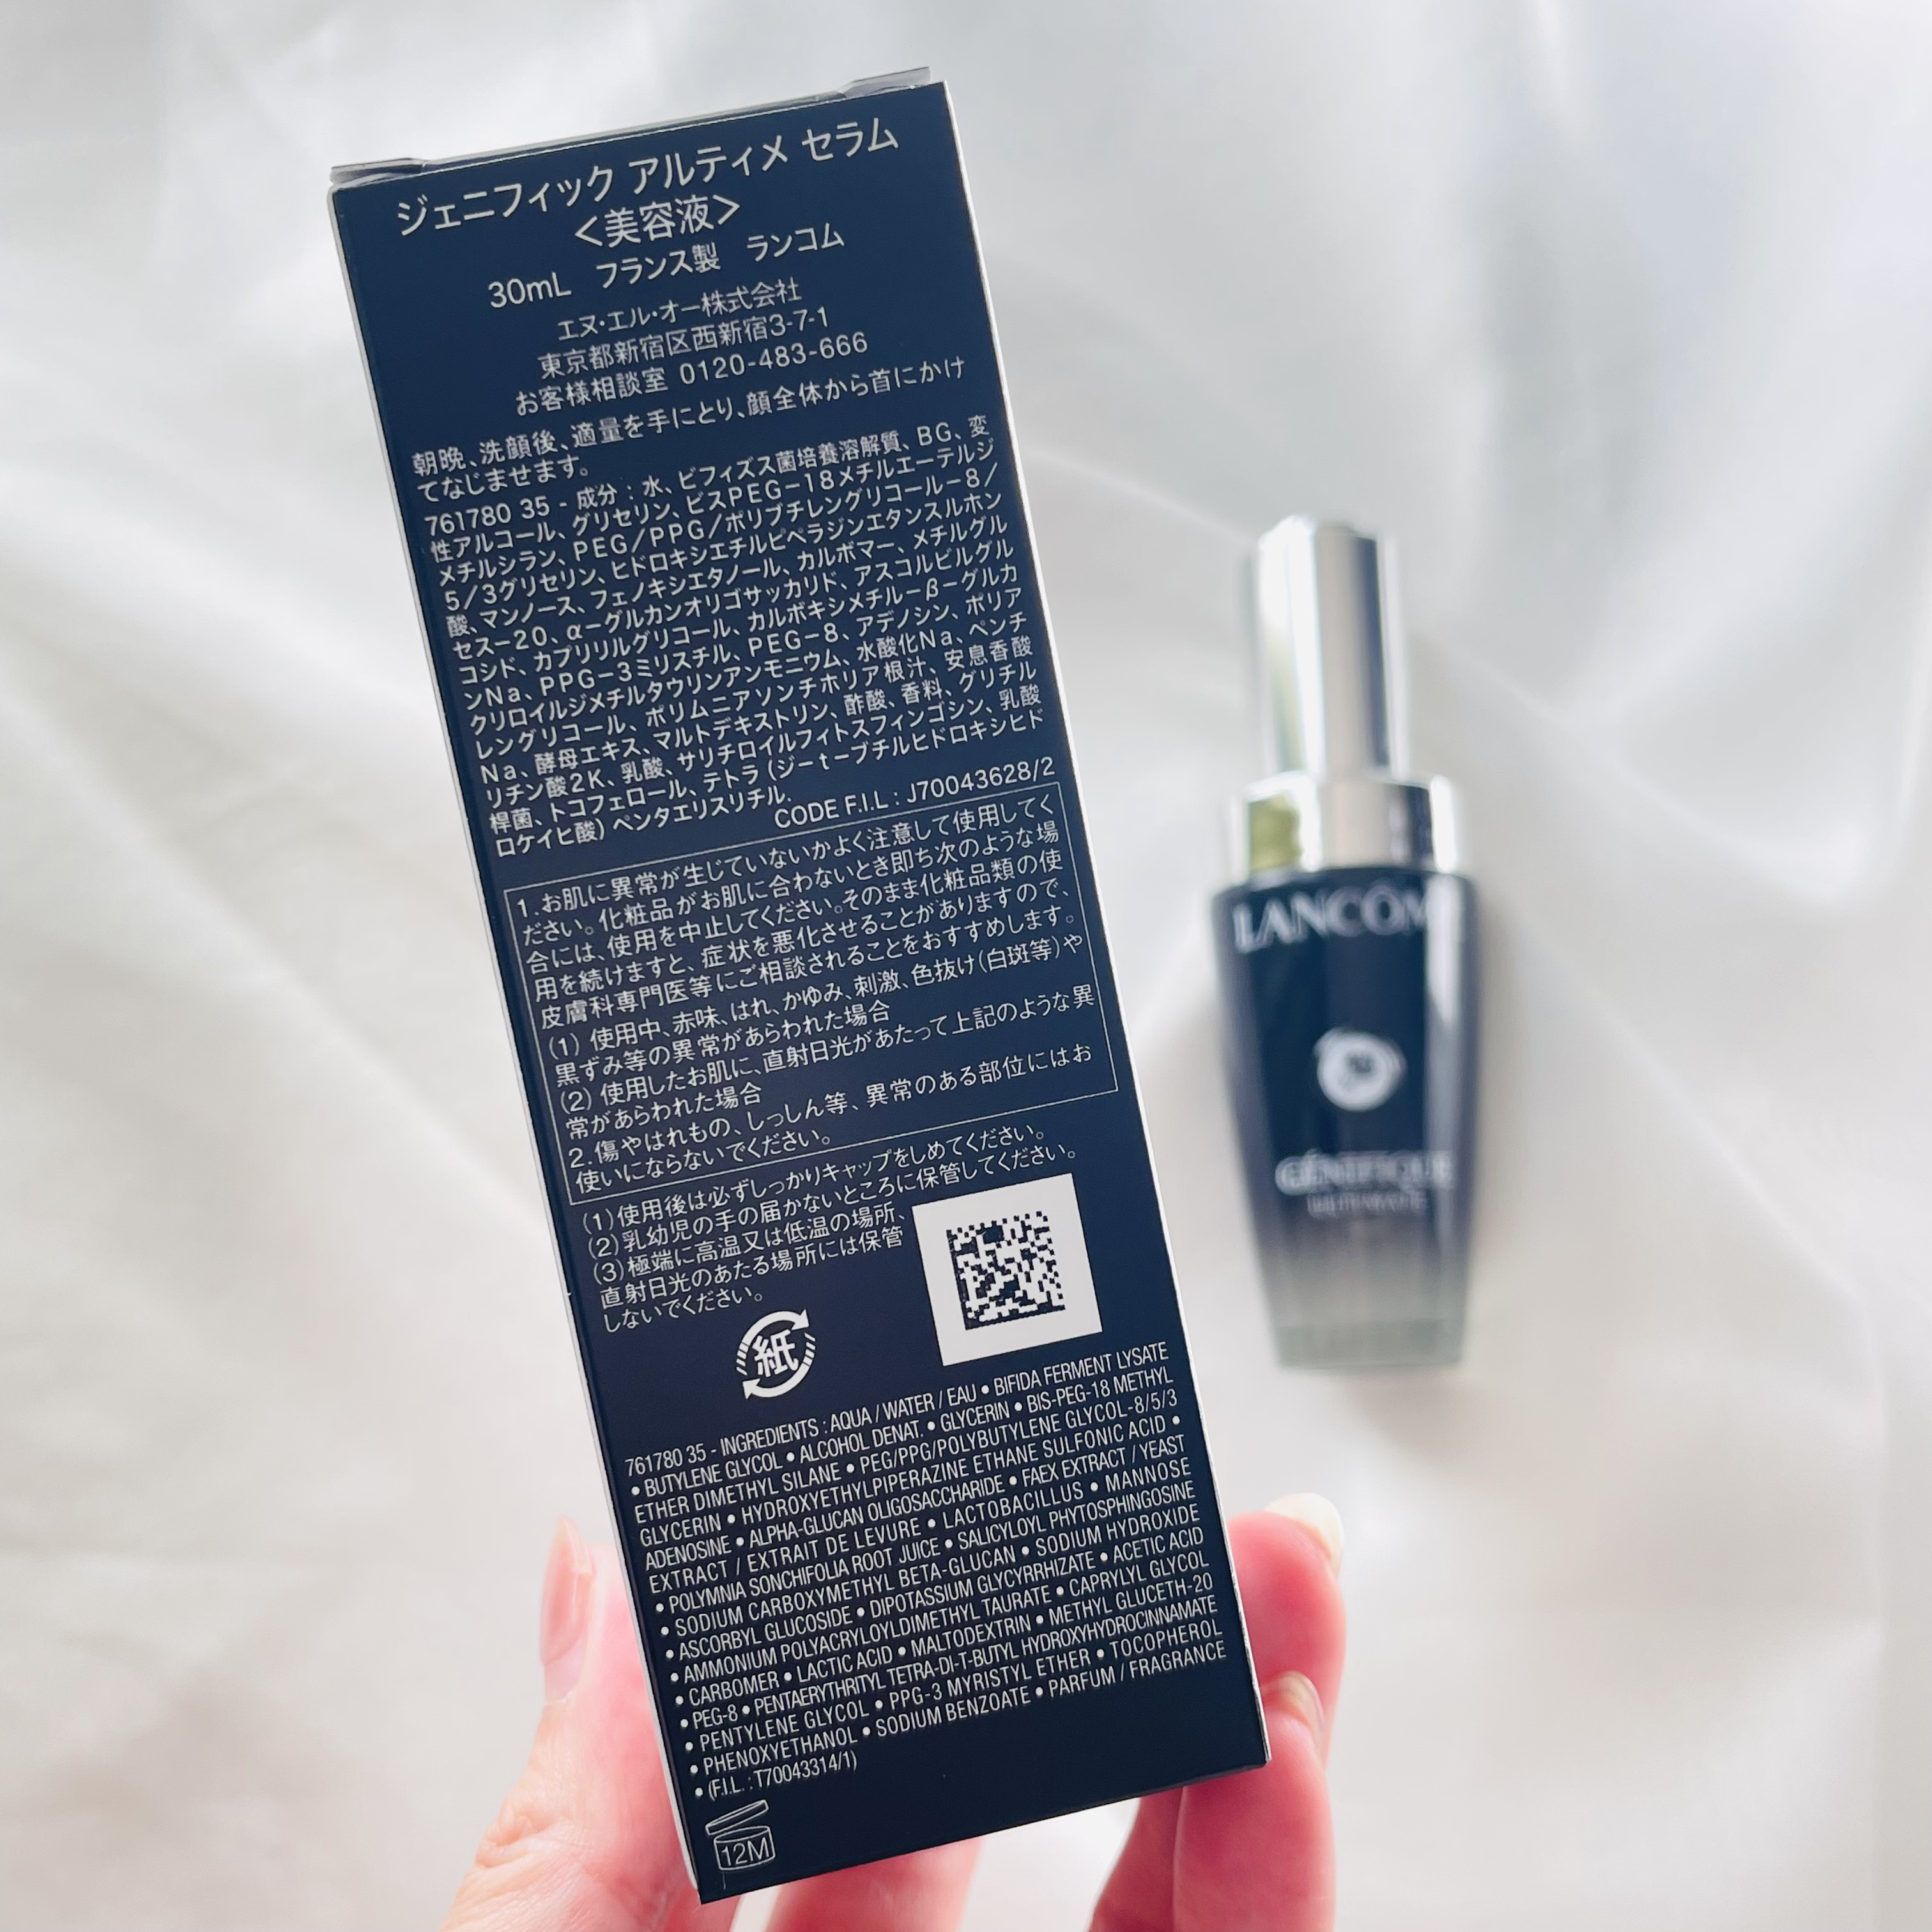 ジェニフィック アルティメ セラム
<美容液>
30mL フランス製 ランコム
エヌ・エル・オー株式会社
東京都新宿区西新宿3-7-1
お客様相談室 0120-483-666
朝晩、洗顔後、適量を手にとり、顔全体から首にかけ
てなじませます。
761780 35 - 成分：水、ビフィズス菌培養溶解質、BG、変
性アルコール、グリセリン、ビスPEG-18メチルエーテルジ
メチルシラン、PEG/PPG/ポリブチレングリコール-8/
5/3グリセリン、ヒドロキシエチルピペラジンエタンスルホン
酸、マンノース、フェノキシエタノール、カルボマー、メチルグル
セス-20、α-グルカンオリゴサッカリド、アスコルビルグル
コシド、カプリリルグリコール、カルボキシメチル-β-グルカ
ンNa、PPG-3ミリスチル、PEG-8、アデノシン、ポリア
クリロイルジメチルタウリンアンモニウム、水酸化Na、ペンチ
レングリコール、ポリムニアソンチホリア根汁、安息香酸
Na、酵母エキス、マルトデキストリン、酢酸、香料、グリチル
リチン酸2K、乳酸、サリチロイルフィトスフィンゴシン、乳酸
桿菌、トコフェロール、テトラ(ジ-t-ブチルヒドロキシヒド
ロケイヒ酸)ペンタエリスリチル.
CODE F.I.L : J70043628/2
1.お肌に異常が生じていないかよく注意して使用してく
ださい。化粧品がお肌に合わないとき即ち次のような場
合には、使用を中止してください。そのまま化粧品類の使
用を続けますと、症状を悪化させることがありますので、
皮膚科専門医等にご相談されることをおすすめします。
(1) 使用中、赤味、はれ、かゆみ、刺激、色抜け(白斑等)や
黒ずみ等の異常があらわれた場合
(2) 使用したお肌に、直射日光があたって上記のような異
常があらわれた場合
2.傷やはれもの、しっしん等、異常のある部位にはお
使いにならないでください。
(1)使用後は必ずしっかりキャップをしめてください。
(2)乳幼児の手の届かないところに保管してください。
(3)極端に高温又は低温の場所、
直射日光のあたる場所には保管
しないでください。
紙
761780 35 - INGREDIENTS : AQUA / WATER / EAU • BIFIDA FERMENT LYSATE
• BUTYLENE GLYCOL • ALCOHOL DENAT. • GLYCERIN • BIS-PEG-18 METHYL
ETHER DIMETHYL SILANE • PEG/PPG/POLYBUTYLENE GLYCOL-8/5/3
GLYCERIN • HYDROXYETHYLPIPERAZINE ETHANE SULFONIC ACID •
ADENOSINE • ALPHA-GLUCAN OLIGOSACCHARIDE • FAEX EXTRACT / YEAST
EXTRACT / EXTRAIT DE LEVURE • LACTOBACILLUS • MANNOSE
• POLYMNIA SONCHIFOLIA ROOT JUICE • SALICYLOYL PHYTOSPHINGOSINE
• SODIUM CARBOXYMETHYL BETA-GLUCAN • SODIUM HYDROXIDE
• ASCORBYL GLUCOSIDE • DIPOTASSIUM GLYCYRRHIZATE • ACETIC ACID
• AMMONIUM POLYACRYLOYLDIMETHYL TAURATE • CAPRYLYL GLYCOL
• CARBOMER • LACTIC ACID • MALTODEXTRIN • METHYL GLUCETH-20
• PEG-8 • PENTAERYTHRITYL TETRA-DI-T-BUTYL HYDROXYHYDROCINNAMATE
• PENTYLENE GLYCOL • PPG-3 MYRISTYL ETHER • TOCOPHEROL
• PHENOXYETHANOL • SODIUM BENZOATE • PARFUM / FRAGRANCE
• (F.I.L. : T70043314/1)
12M
LANCÔME
GÉNIFIQUE
ULTIMATE